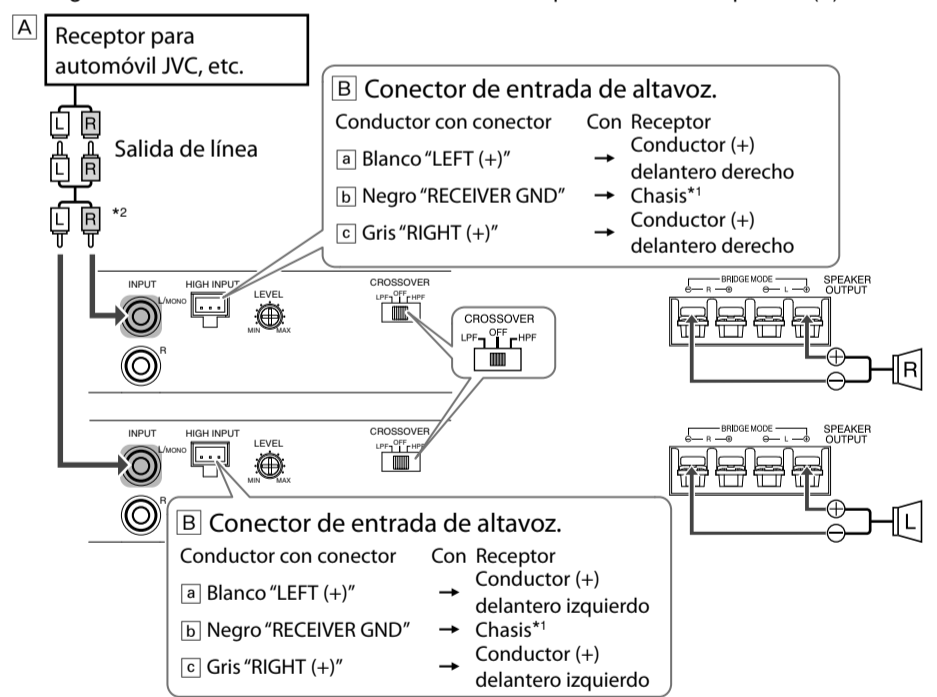 A
Receptor para
automóvil JVC, etc.
L R
L R
Salida de línea
L R *2
B Conector de entrada de altavoz.
Conductor con conector Con Receptor
a Blanco "LEFT (+)" → Conductor (+)
delantero derecho
b Negro "RECEIVER GND" → Chasis*1
c Gris "RIGHT (+)" → Conductor (+)
delantero derecho
INPUT
L/MONO
R
HIGH INPUT
LEVEL
MIN MAX
CROSSOVER
LPF OFF HPF
CROSSOVER
LPF OFF HPF
BRIDGE MODE
R L
SPEAKER
OUTPUT
R
INPUT
L/MONO
R
HIGH INPUT
LEVEL
MIN MAX
CROSSOVER
LPF OFF HPF
BRIDGE MODE
R L
SPEAKER
OUTPUT
L
B Conector de entrada de altavoz.
Conductor con conector Con Receptor
a Blanco "LEFT (+)" → Conductor (+)
delantero izquierdo
b Negro "RECEIVER GND" → Chasis*1
c Gris "RIGHT (+)" → Conductor (+)
delantero izquierdo